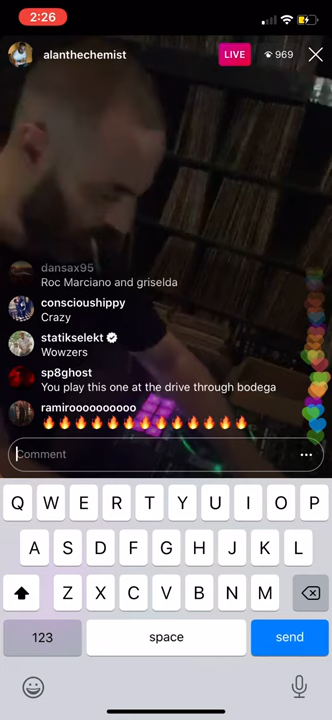 2:26
alanthechemist
LIVE
969
dansax95
Roc Marciano and griselda
conscioushippy
Crazy
statikselekt
Wowzers
sp8ghost
You play this one at the drive through bodega
ramirooooooooo
🔥🔥🔥🔥🔥🔥🔥🔥🔥🔥🔥🔥🔥
Comment
Q W E R T Y U I O P
A S D F G H J K L
Z X C V B N M
123 space send